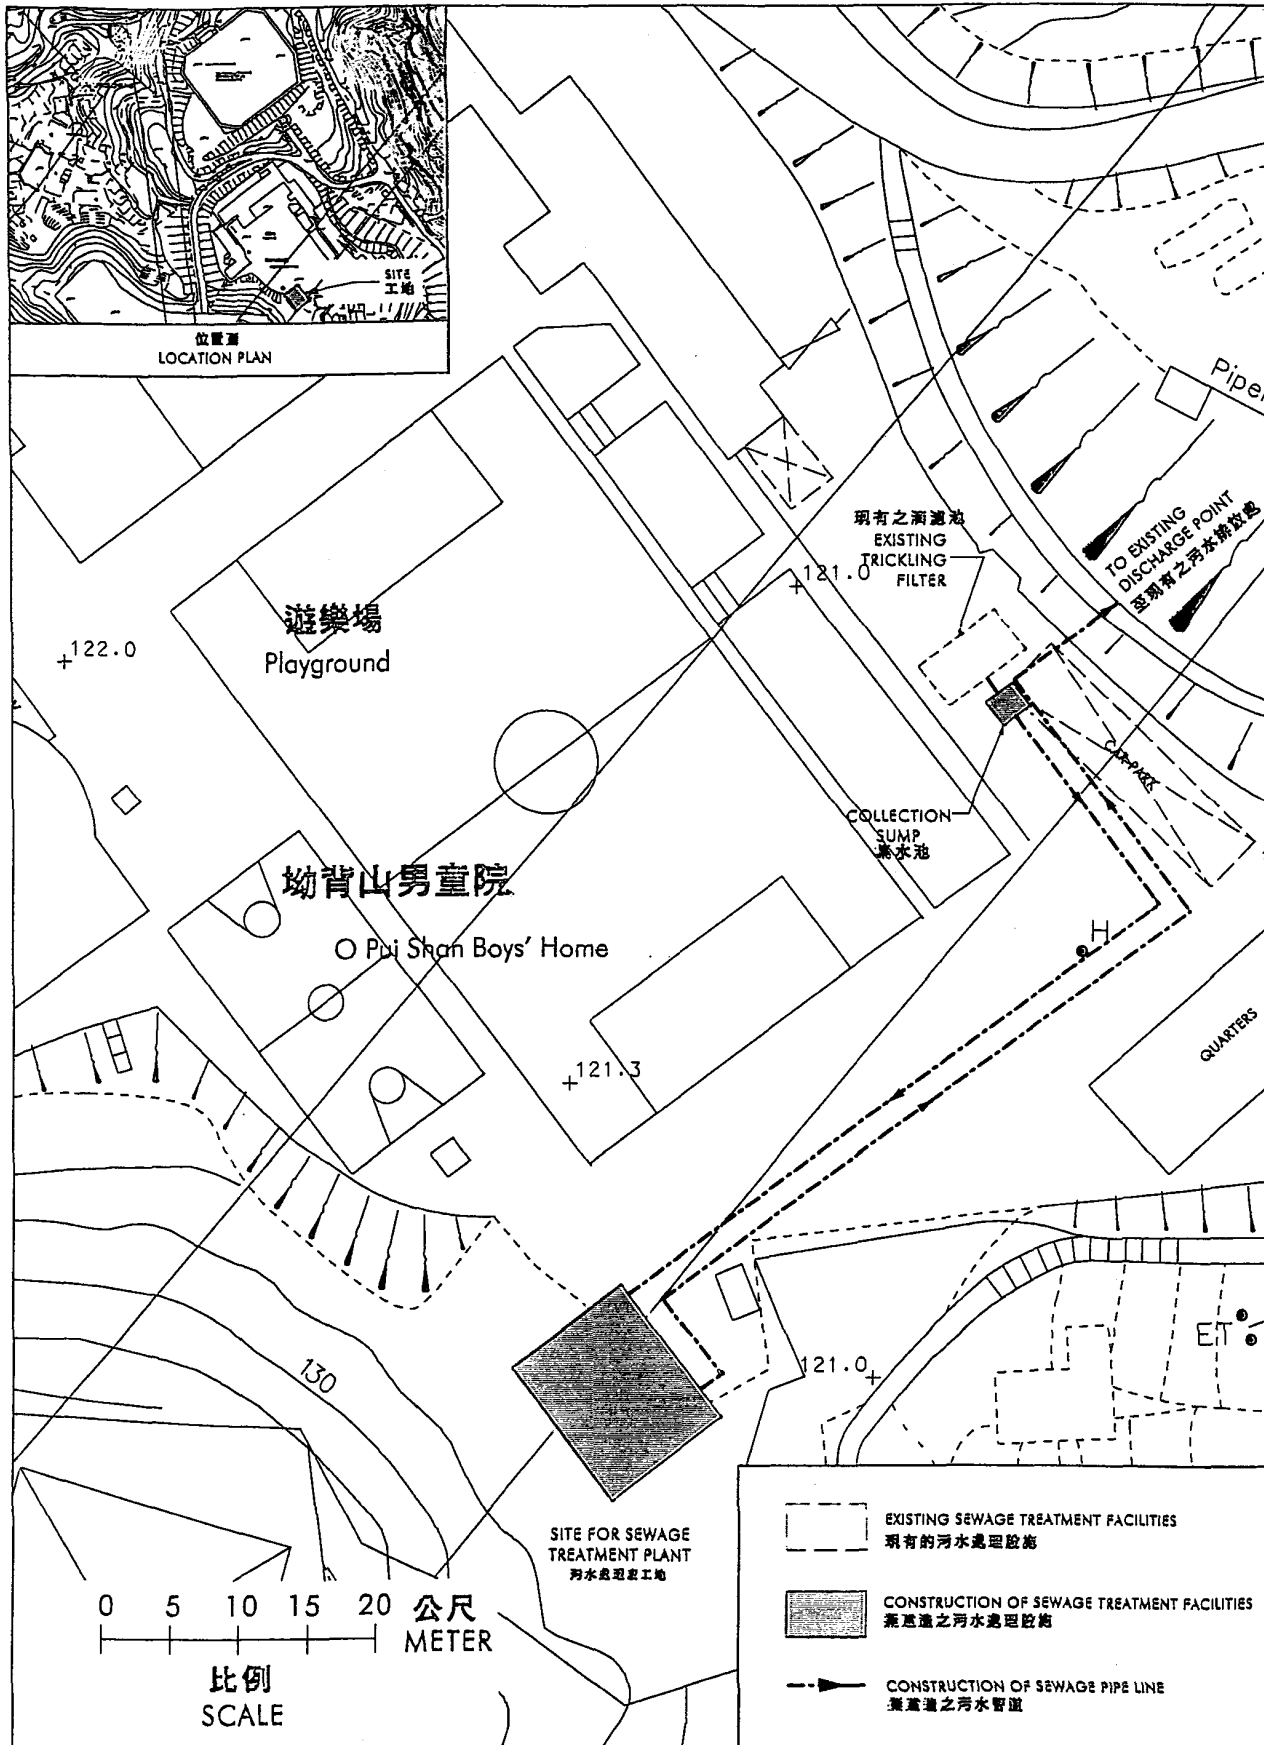 SITE
工地
位置圖
LOCATION PLAN
Pipe
現有之滴濾池
EXISTING
TRICKLING
FILTER
121.0
TO EXISTING
DISCHARGE POINT
至現有之污水排放處
122.0
遊樂場
Playground
CAR-PARK
COLLECTION
SUMP
集水池
坳背山男童院
O Pui Shan Boys' Home
H
QUARTERS
121.3
ET
121.0
130
SITE FOR SEWAGE
TREATMENT PLANT
污水處理廠工地
0 5 10 15 20 公尺
METER
比例
SCALE
EXISTING SEWAGE TREATMENT FACILITIES
現有的污水處理設施
CONSTRUCTION OF SEWAGE TREATMENT FACILITIES
建造之污水處理設施
CONSTRUCTION OF SEWAGE PIPE LINE
建造之污水管道